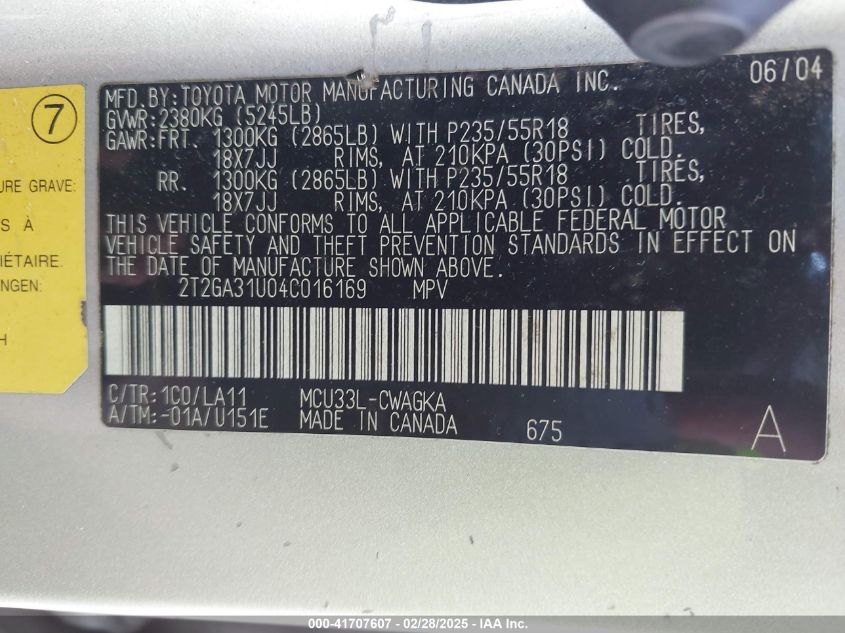 7
URE GRAVE:
S À
IÉTAIRE.
NGEN:
H
06/04
MFD.BY:TOYOTA MOTOR MANUFACTURING CANADA INC.
GVWR:2380KG (5245LB)
GAWR:FRT. 1300KG (2865LB) WITH P235/55R18 TIRES,
18X7JJ RIMS, AT 210KPA (30PSI) COLD.
RR. 1300KG (2865LB) WITH P235/55R18 TIRES,
18X7JJ RIMS, AT 210KPA (30PSI) COLD.
THIS VEHICLE CONFORMS TO ALL APPLICABLE FEDERAL MOTOR
VEHICLE SAFETY AND THEFT PREVENTION STANDARDS IN EFFECT ON
THE DATE OF MANUFACTURE SHOWN ABOVE.
2T2GA31U04C016169 MPV
C/TR:1C0/LA11 MCU33L-CWAGKA
A/TM:-01A/U151E MADE IN CANADA 675 A
000-41707607 - 02/28/2025 - IAA Inc.